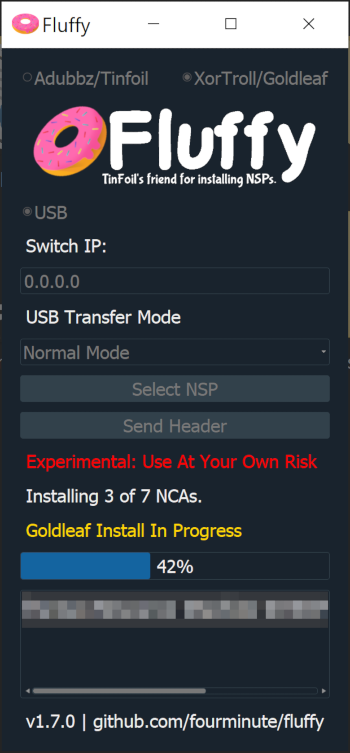 Fluffy
Adubbz/Tinfoil XorTroll/Goldleaf
Fluffy
TinFoil's friend for installing NSPs.
USB
Switch IP:
0.0.0.0
USB Transfer Mode
Normal Mode
Select NSP
Send Header
Experimental: Use At Your Own Risk
Installing 3 of 7 NCAs.
Goldleaf Install In Progress
42%
v1.7.0 | github.com/fourminute/fluffy